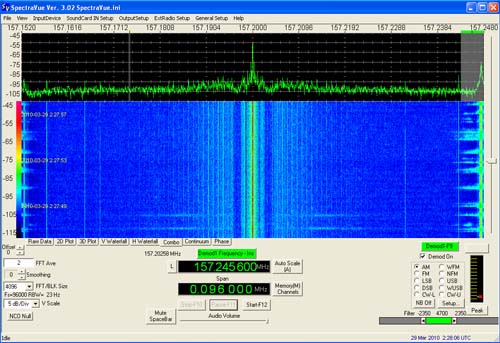 SpectraVue Ver. 3.02 SpectraVue.ini
File View InputDevice SoundCard IN Setup OutputSetup ExtRadio Setup General Setup Help
157.1520 157.1616 157.1712 157.1808 157.1904 157.2000 157.2096 157.2192 157.2288 157.2384 157.2480
-45
-55
-65
-75
-85
-95
-105
-45
-55
-65
-75
-85
-95
-105
-115
2010-03-29 2:27:57
2010-03-29 2:27:53
2010-03-29 2:27:49
Raw Data 2D Plot 3D Plot V Waterfall H Waterfall Combo Continuum Phase
Offset
0
2 FFT Ave
0 Smoothing
4096 FFT/BLK Size
Fs=96000 RBW= 23 Hz
5 dB/Div V Scale
NCO Null
157.20258 MHz
Demod1 Frequency - Inv
L 157.245600 MHz
Span
0.096000 MHz
Auto Scale (A)
Memory(M) Channels
Stop-F10 Pause-F11 Start-F12
Mute SpaceBar
Audio Volume
Demod1-F9
Demod On
AM WFM
FM NFM
LSB USB
DSB WUSB
CW-L CW-U
NB Off Setup...
Filter -4700 2350
Peak
Idle
29 Mar 2010 2:28:06 UTC